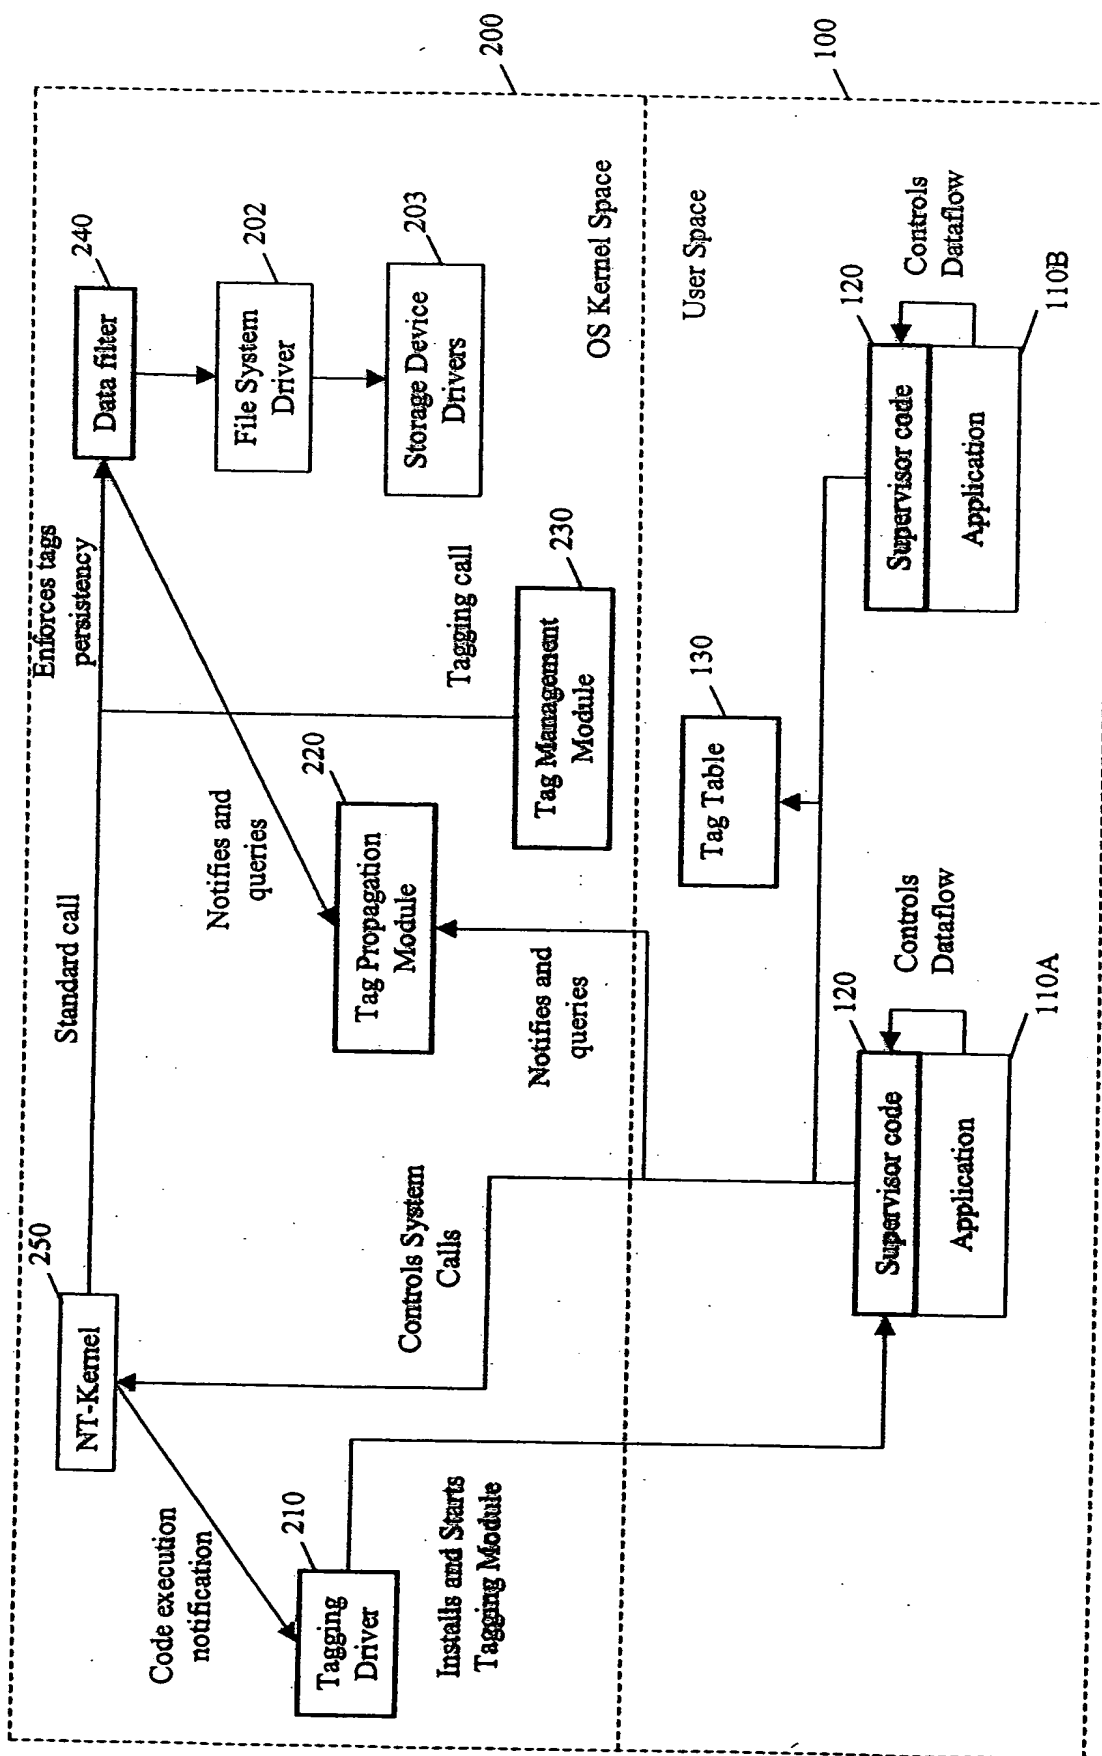 Code execution
notification
Tagging
Driver
210
Installs and Starts
Tagging Module
NT-Kernel
250
Controls System
Calls
Standard call
Tag Propagation
Module
220
Notifies and
queries
Notifies and
queries
Enforces tags
persistency
Tagging call
Tag Management
Module
230
Data filter
240
File System
Driver
202
Storage Device
Drivers
203
OS Kernel Space
200
User Space
100
Tag Table
130
Supervisor code
Application
120
Controls
Dataflow
110A
Supervisor code
Application
120
Controls
Dataflow
110B